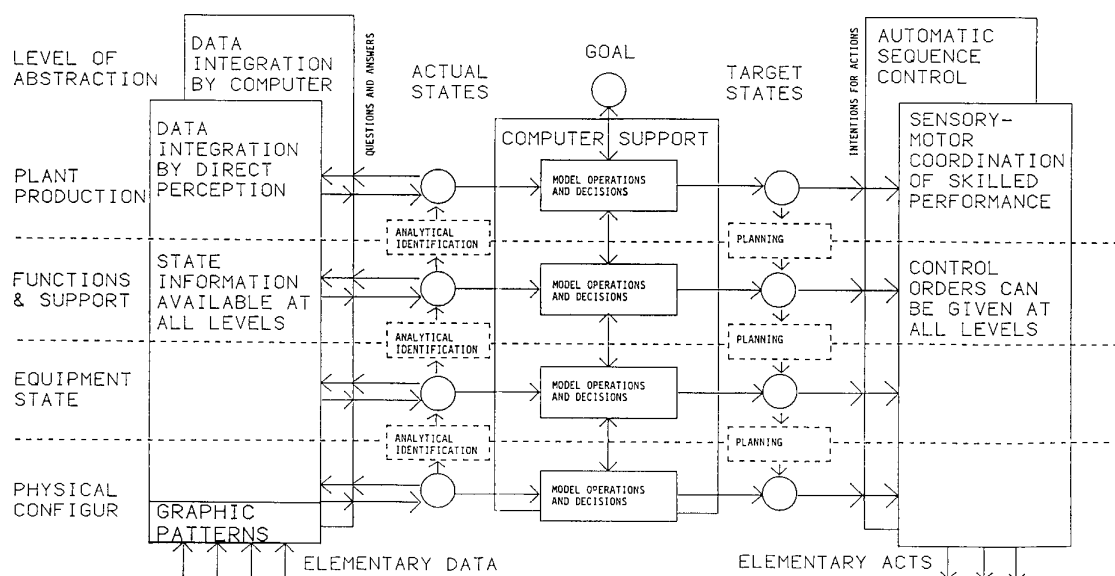 LEVEL OF
ABSTRACTION
DATA
INTEGRATION
BY COMPUTER
QUESTIONS AND ANSWERS
ACTUAL
STATES
GOAL
TARGET
STATES
INTENTIONS FOR ACTIONS
AUTOMATIC
SEQUENCE
CONTROL
DATA
INTEGRATION
BY DIRECT
PERCEPTION
COMPUTER SUPPORT
SENSORY-
MOTOR
COORDINATION
OF SKILLED
PERFORMANCE
PLANT
PRODUCTION
MODEL OPERATIONS
AND DECISIONS
ANALYTICAL
IDENTIFICATION
PLANNING
FUNCTIONS
& SUPPORT
STATE
INFORMATION
AVAILABLE AT
ALL LEVELS
MODEL OPERATIONS
AND DECISIONS
CONTROL
ORDERS CAN
BE GIVEN AT
ALL LEVELS
ANALYTICAL
IDENTIFICATION
PLANNING
EQUIPMENT
STATE
MODEL OPERATIONS
AND DECISIONS
ANALYTICAL
IDENTIFICATION
PLANNING
PHYSICAL
CONFIGUR
MODEL OPERATIONS
AND DECISIONS
GRAPHIC
PATTERNS
ELEMENTARY DATA
ELEMENTARY ACTS